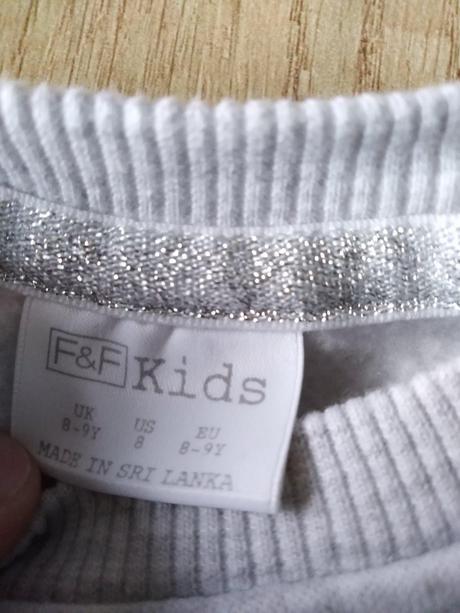 F&F Kids
UK US EU
8-9Y 8 8-9Y
MADE IN SRI LANKA